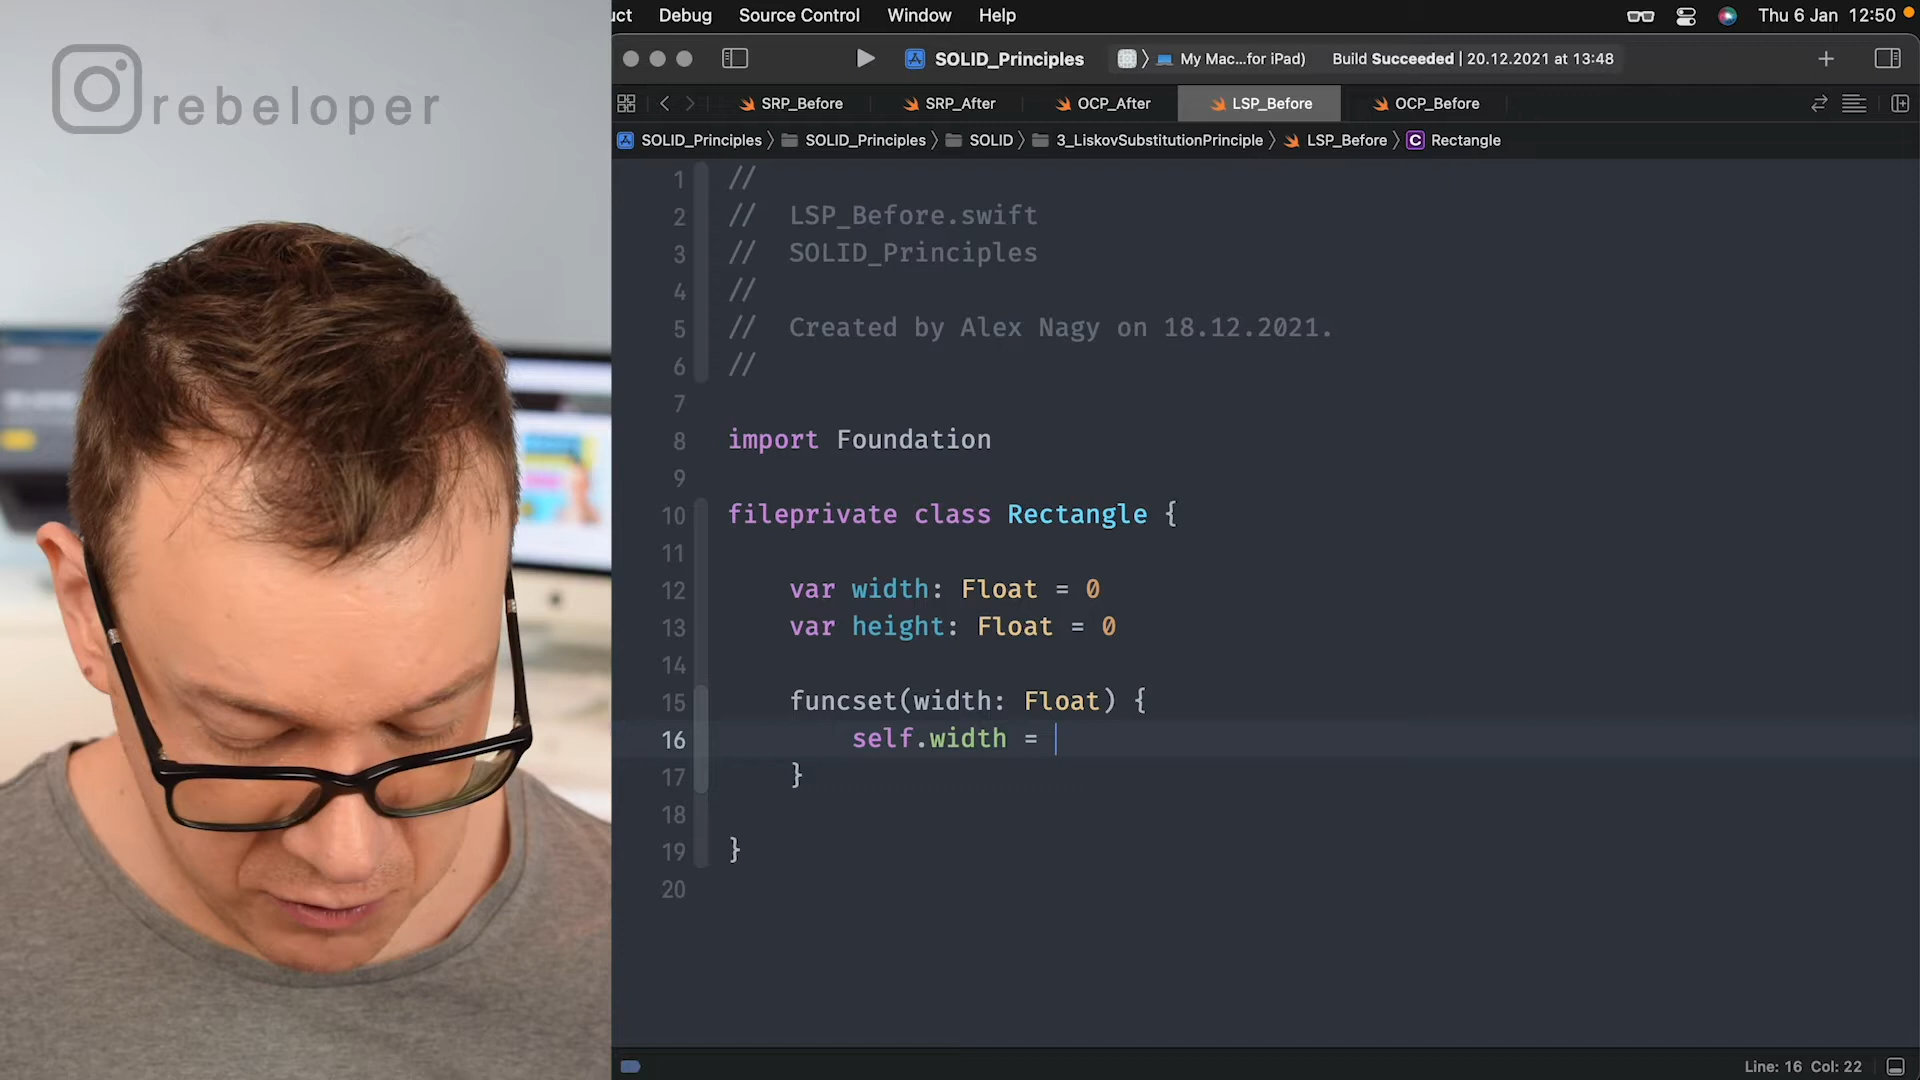 rebeloper
uct Debug Source Control Window Help Thu 6 Jan 12:50
SOLID_Principles My Mac...for iPad) Build Succeeded | 20.12.2021 at 13:48
SRP_Before SRP_After OCP_After LSP_Before OCP_Before
SOLID_Principles 〉 SOLID_Principles 〉 SOLID 〉 3_LiskovSubstitutionPrinciple 〉 LSP_Before 〉 C Rectangle
1 //
2 // LSP_Before.swift
3 // SOLID_Principles
4 //
5 // Created by Alex Nagy on 18.12.2021.
6 //
7
8 import Foundation
9
10 fileprivate class Rectangle {
11
12 var width: Float = 0
13 var height: Float = 0
14
15 funcset(width: Float) {
16 self.width =
17 }
18
19 }
20
Line: 16 Col: 22